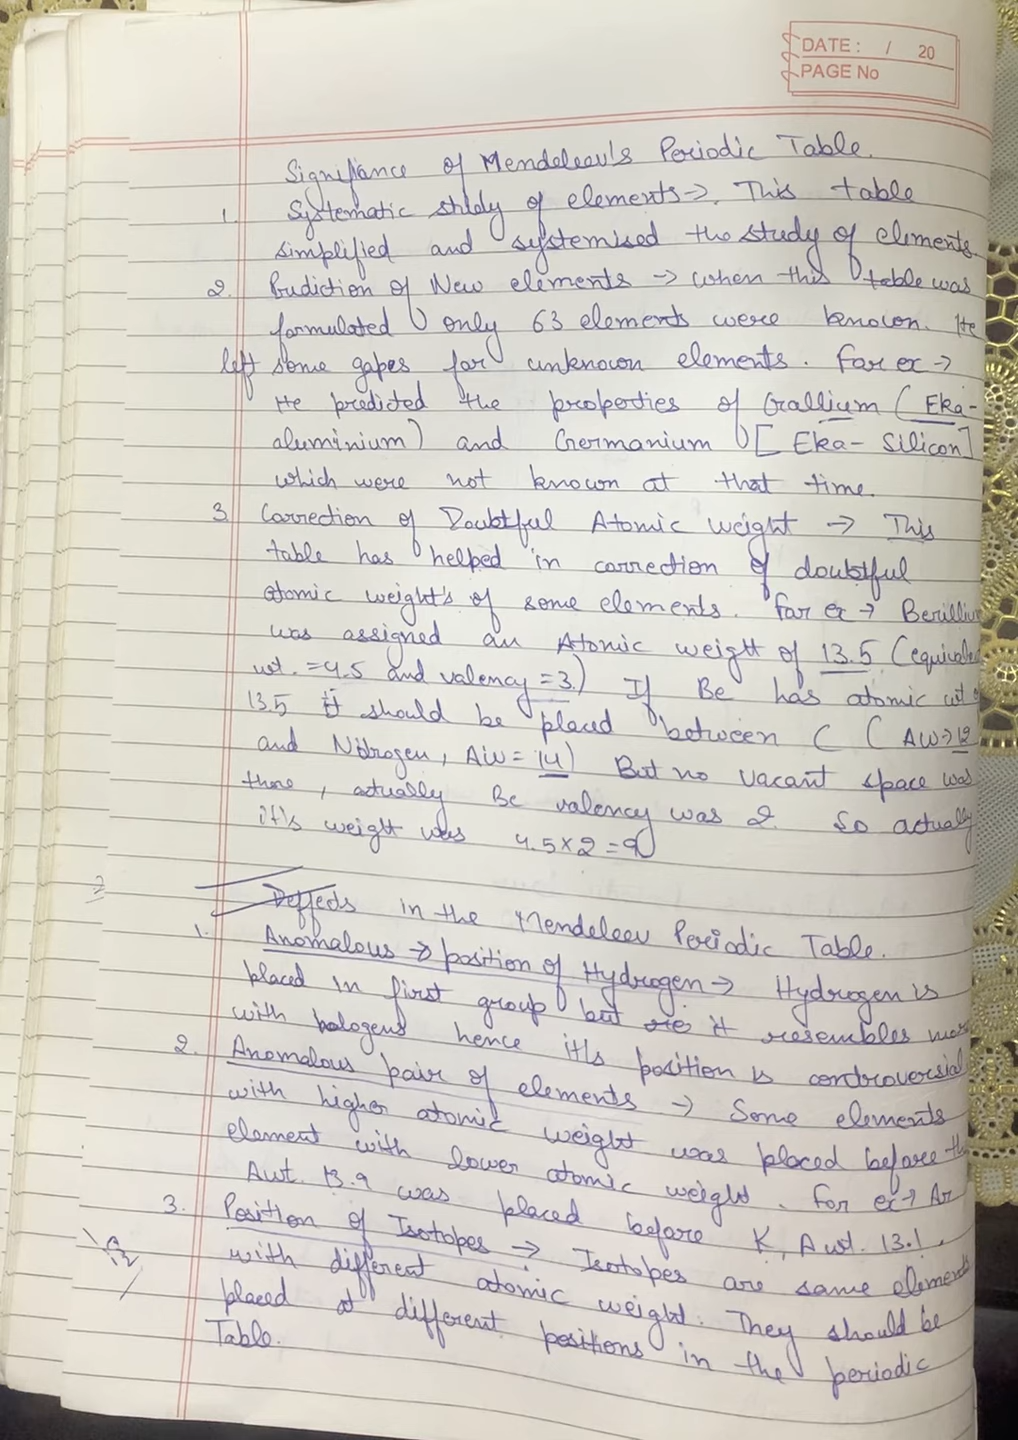 DATE: / 20
PAGE No
Signifiance of Mendeleev's Periodic Table.
1. Systematic study of elements → This table
simplified and systemised the study of elements.
2. Prediction of New elements → when this table was
formulated only 63 elements were known. He
left some gapes for unknown elements. For ex →
He predicted the properties of Grallium (Eka-
aluminium) and Germanium [Eka- Silicon]
which were not known at that time.
3. Correction of Doubtful Atomic weight → This
table has helped in correction of doubtful
atomic weight's of some elements. For ex → Berillium
was assigned an Atomic weight of 13.5 (equivalent
wt. = 4.5 and valency = 3.) If Be has atomic wt of
13.5 it should be placed between C (AW → 12
and Nitrogen, AW = 14) But no vacant space was
there, actually Be valency was 2. So actually
it's weight was 4.5 x 2 = 9
Deffects in the Mendeleev Periodic Table.
1. Anomalous → position of Hydrogen → Hydrogen is
placed in first group but it resembles more
with halogens hence it's position is controversial
2. Anomalous pair of elements → Some elements
with higher atomic weight was placed before the
element with lower atomic weight. For ex → Ar
Awt. 13.9 was placed before K, Awt. 13.1.
3. Position of Isotopes → Isotopes are same elements
with different atomic weight. They should be
placed at different positions in the periodic
Table.